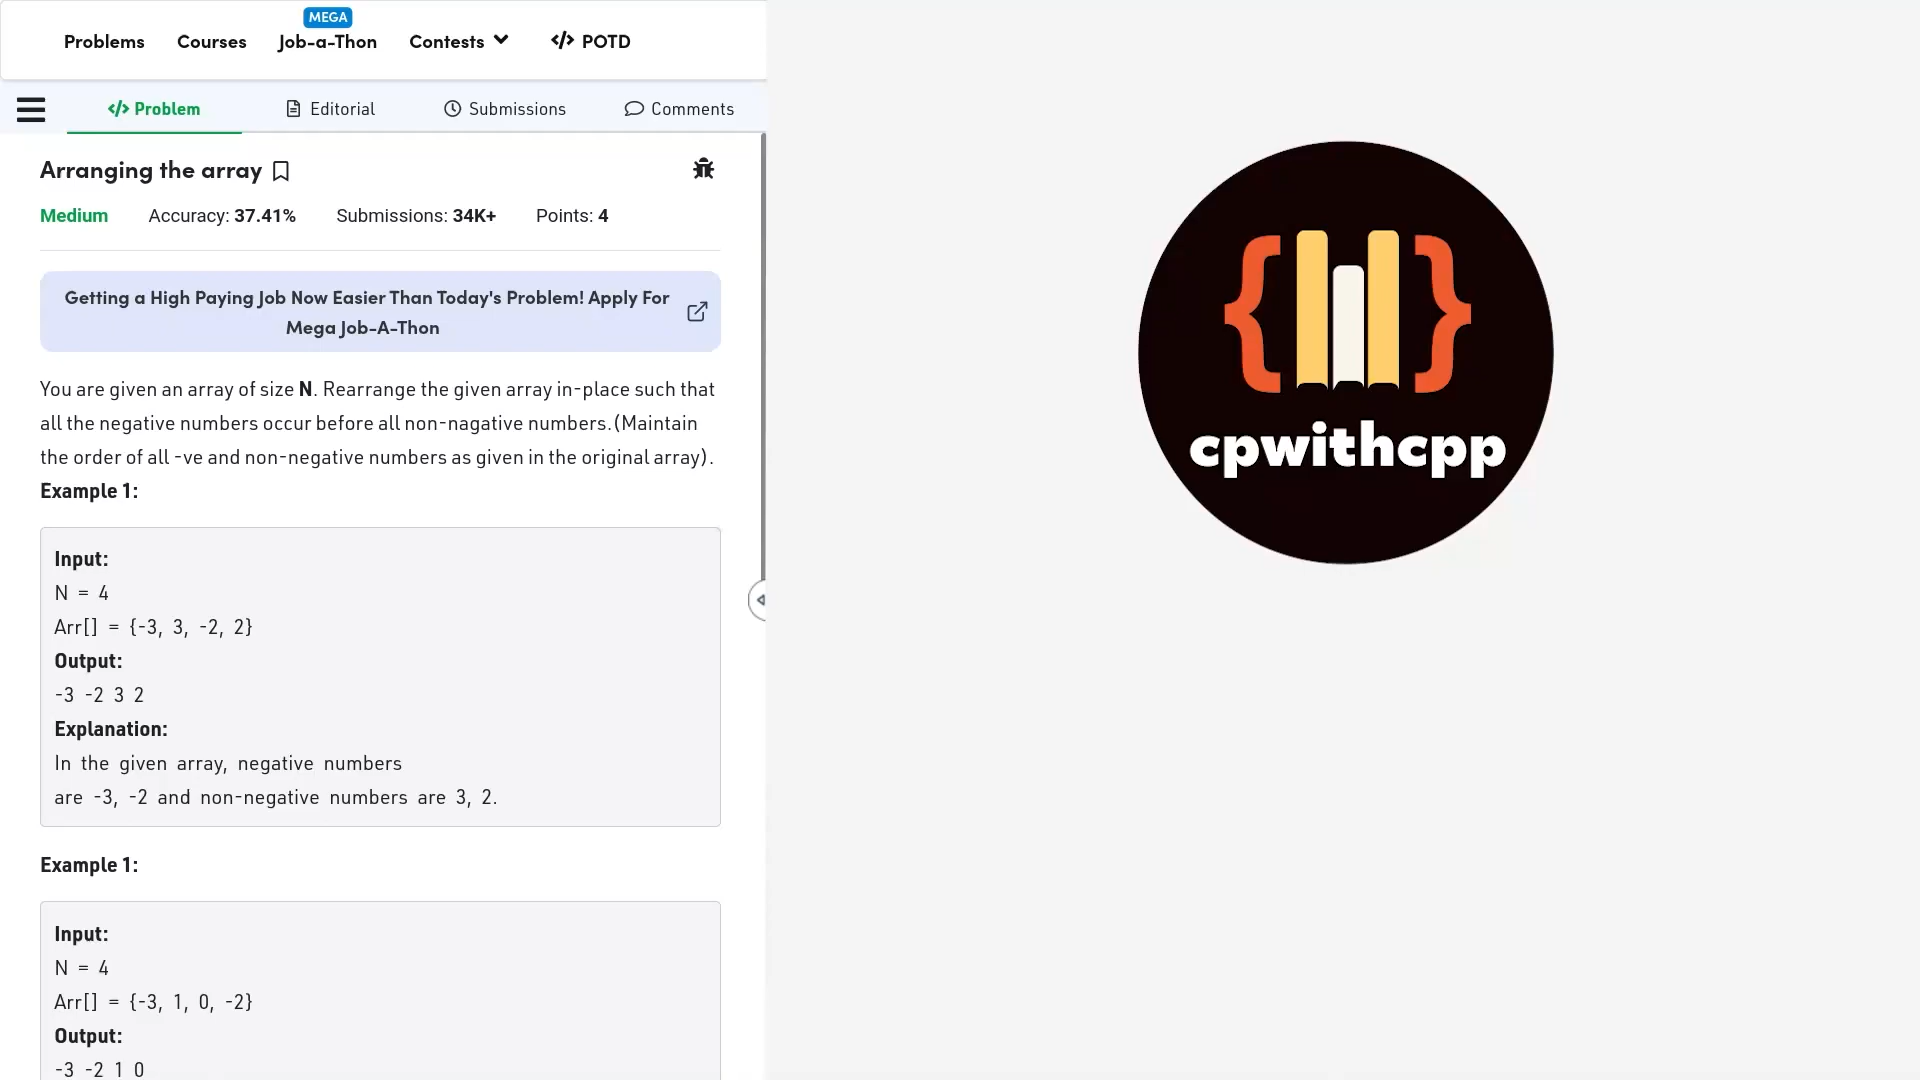 MEGA
Problems Courses Job-a-Thon Contests POTD
Problem Editorial Submissions Comments
Arranging the array
Medium Accuracy: 37.41% Submissions: 34K+ Points: 4
Getting a High Paying Job Now Easier Than Today's Problem! Apply For
Mega Job-A-Thon
You are given an array of size N. Rearrange the given array in-place such that
all the negative numbers occur before all non-nagative numbers.(Maintain
the order of all -ve and non-negative numbers as given in the original array).
Example 1:
Input:
N = 4
Arr[] = {-3, 3, -2, 2}
Output:
-3 -2 3 2
Explanation:
In the given array, negative numbers
are -3, -2 and non-negative numbers are 3, 2.
Example 1:
Input:
N = 4
Arr[] = {-3, 1, 0, -2}
Output:
-3 -2 1 0
cpwithcpp